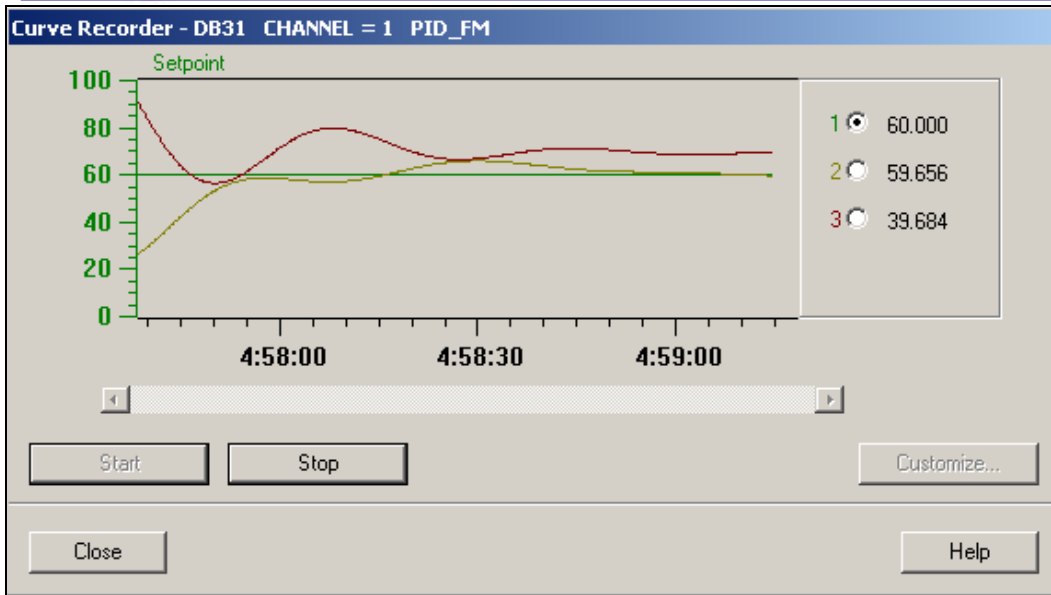 Curve Recorder - DB31 CHANNEL = 1 PID_FM
Setpoint
100
80
60
40
20
0
4:58:00 4:58:30 4:59:00
1 60.000
2 59.656
3 39.684
Start Stop Customize...
Close Help